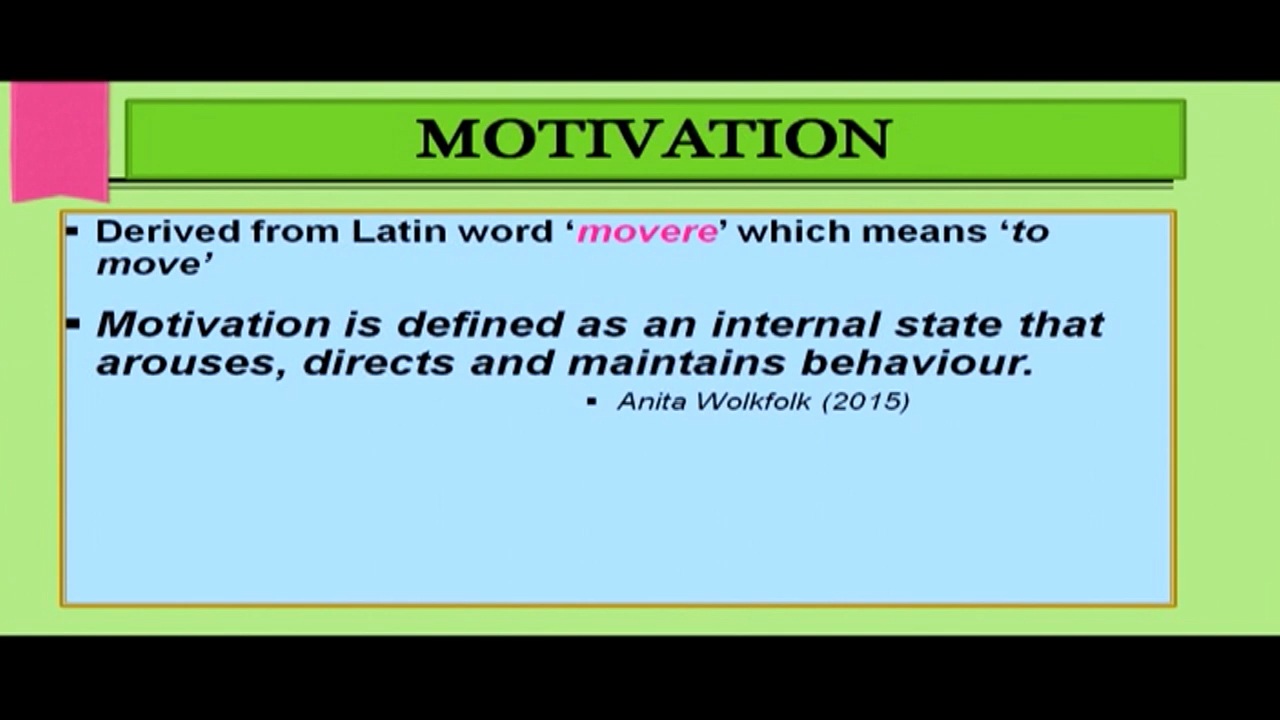 MOTIVATION
▪ Derived from Latin word ‘movere’ which means ‘to
move’
▪ Motivation is defined as an internal state that
arouses, directs and maintains behaviour.
▪ Anita Wolkfolk (2015)